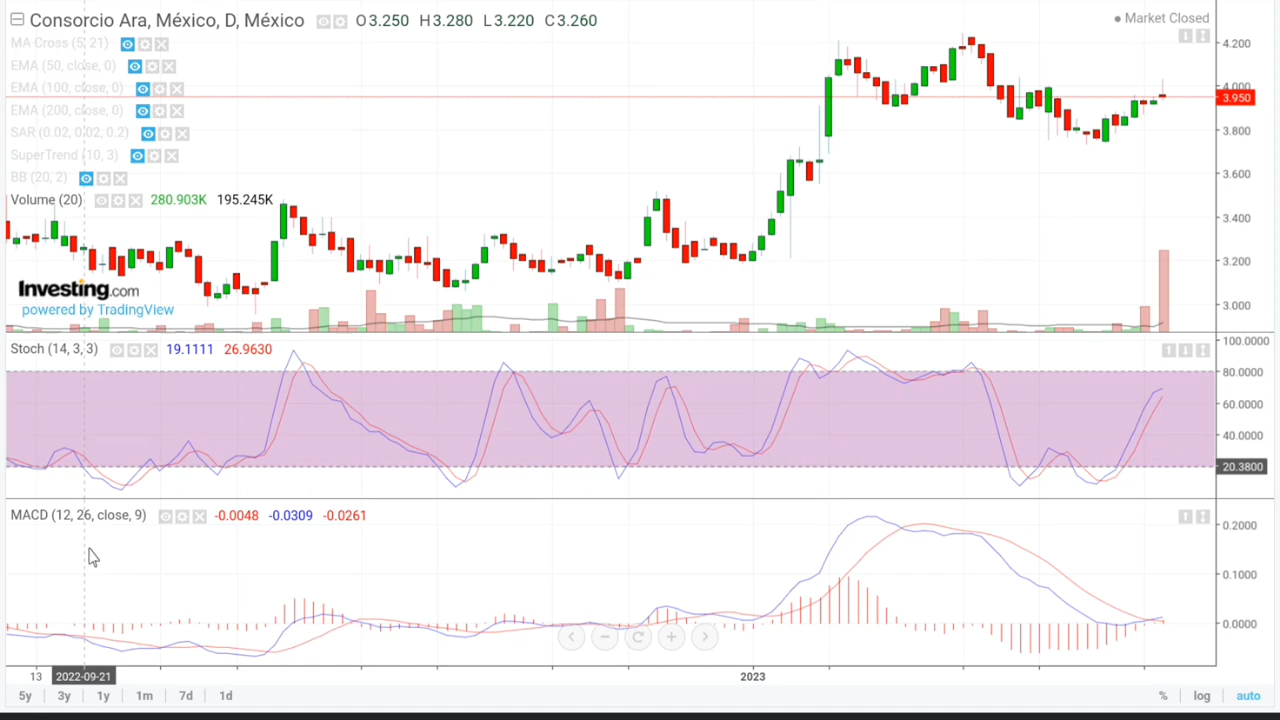 Consorcio Ara, México, D, México O3.250 H3.280 L3.220 C3.260
Market Closed
MA Cross (5, 21)
EMA (50, close, 0)
EMA (100, close, 0)
EMA (200, close, 0)
SAR (0.02, 0.02, 0.2)
SuperTrend (10, 3)
BB (20, 2)
Volume (20) 280.903K 195.245K
4.200
4.000
3.950
3.800
3.600
3.400
3.200
3.000
Investing.com
powered by TradingView
Stoch (14, 3, 3) 19.1111 26.9630
100.0000
80.0000
60.0000
40.0000
20.3800
MACD (12, 26, close, 9) -0.0048 -0.0309 -0.0261
0.2000
0.1000
0.0000
13 2022-09-21 2023
5y 3y 1y 1m 7d 1d % log auto